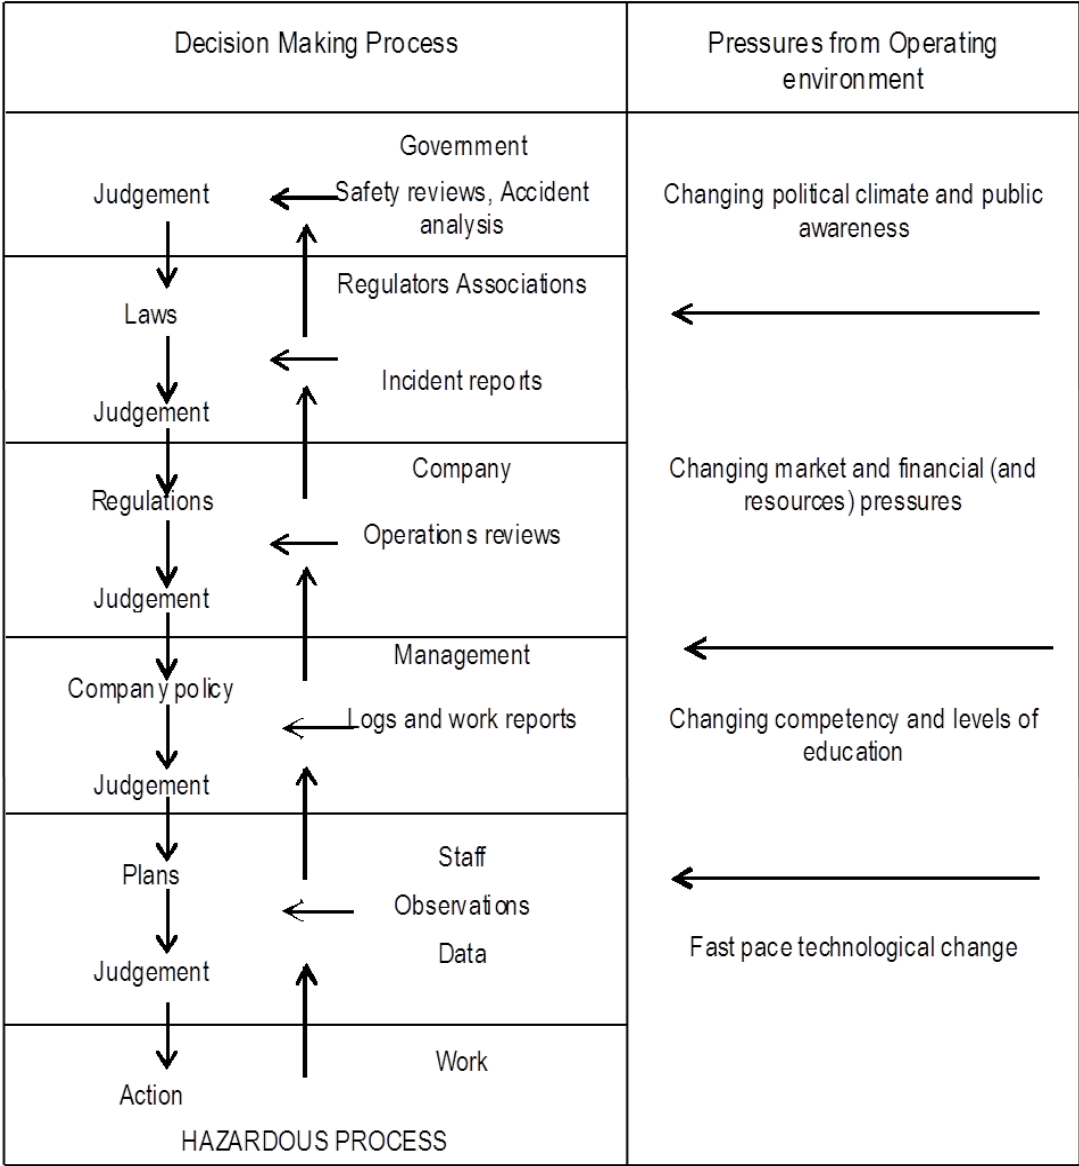 Decision Making Process
Pressures from Operating
environment
Government
Judgement
Safety reviews, Accident
analysis
Changing political climate and public
awareness
Regulators Associations
Laws
Incident reports
Judgement
Company
Changing market and financial (and
resources) pressures
Regulations
Operations reviews
Judgement
Management
Company policy
Logs and work reports
Changing competency and levels of
education
Judgement
Staff
Plans
Observations
Data
Fast pace technological change
Judgement
Work
Action
HAZARDOUS PROCESS